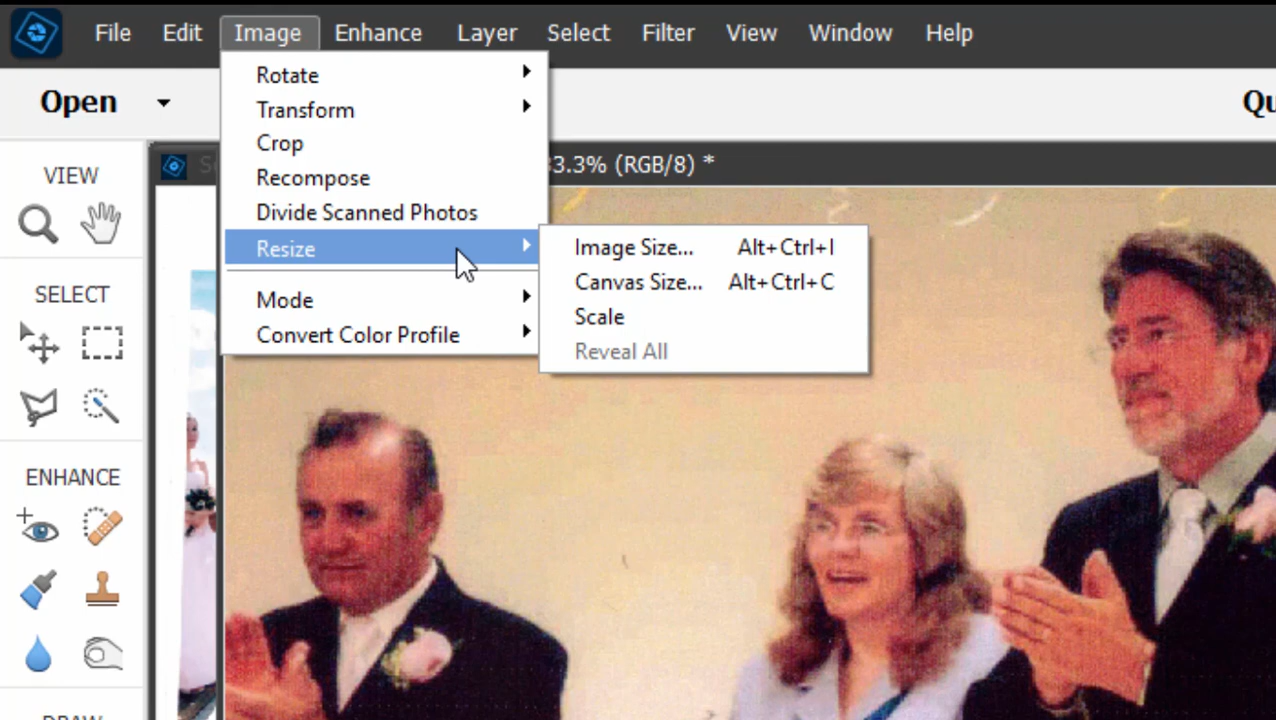 File Edit Image Enhance Layer Select Filter View Window Help
Open
Rotate
Transform
Crop
Recompose
Divide Scanned Photos
Resize
Mode
Convert Color Profile
Image Size... Alt+Ctrl+I
Canvas Size... Alt+Ctrl+C
Scale
Reveal All
3.3% (RGB/8) *
VIEW
SELECT
ENHANCE